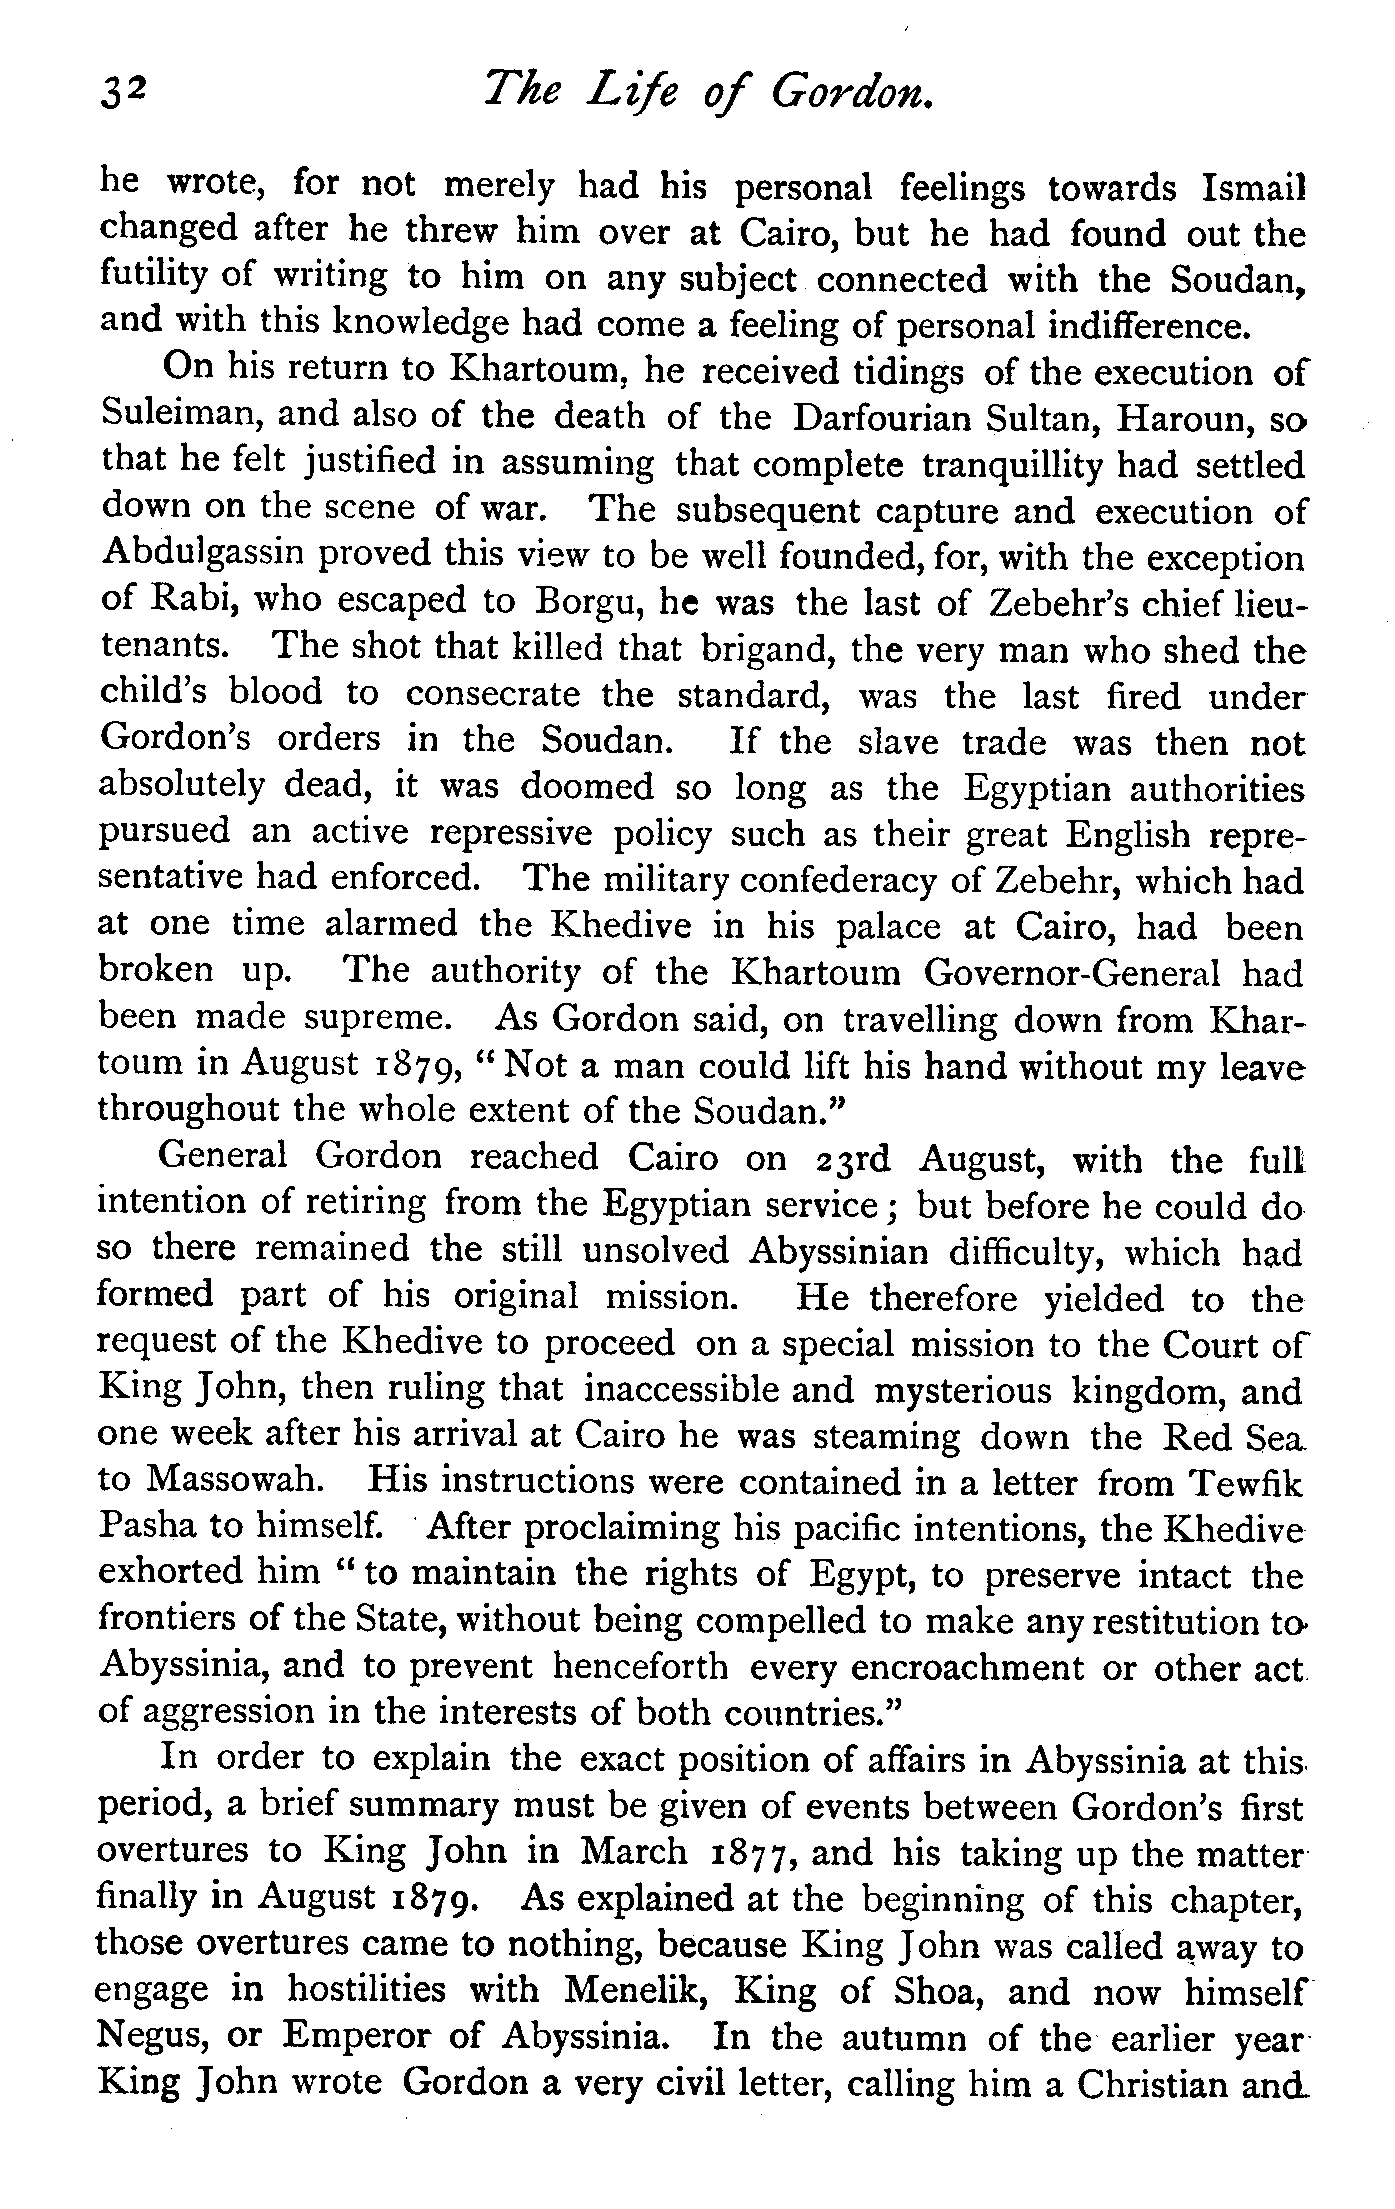 32 The Life of Gordon.
he wrote, for not merely had his personal feelings towards Ismail
changed after he threw him over at Cairo, but he had found out the
futility of writing to him on any subject connected with the Soudan,
and with this knowledge had come a feeling of personal indifference.
On his return to Khartoum, he received tidings of the execution of
Suleiman, and also of the death of the Darfourian Sultan, Haroun, so
that he felt justified in assuming that complete tranquillity had settled
down on the scene of war. The subsequent capture and execution of
Abdulgassin proved this view to be well founded, for, with the exception
of Rabi, who escaped to Borgu, he was the last of Zebehr's chief lieu-
tenants. The shot that killed that brigand, the very man who shed the
child's blood to consecrate the standard, was the last fired under
Gordon's orders in the Soudan. If the slave trade was then not
absolutely dead, it was doomed so long as the Egyptian authorities
pursued an active repressive policy such as their great English repre-
sentative had enforced. The military confederacy of Zebehr, which had
at one time alarmed the Khedive in his palace at Cairo, had been
broken up. The authority of the Khartoum Governor-General had
been made supreme. As Gordon said, on travelling down from Khar-
toum in August 1879, "Not a man could lift his hand without my leave
throughout the whole extent of the Soudan."
General Gordon reached Cairo on 23rd August, with the full
intention of retiring from the Egyptian service; but before he could do
so there remained the still unsolved Abyssinian difficulty, which had
formed part of his original mission. He therefore yielded to the
request of the Khedive to proceed on a special mission to the Court of
King John, then ruling that inaccessible and mysterious kingdom, and
one week after his arrival at Cairo he was steaming down the Red Sea
to Massowah. His instructions were contained in a letter from Tewfik
Pasha to himself. After proclaiming his pacific intentions, the Khedive
exhorted him "to maintain the rights of Egypt, to preserve intact the
frontiers of the State, without being compelled to make any restitution to
Abyssinia, and to prevent henceforth every encroachment or other act
of aggression in the interests of both countries."
In order to explain the exact position of affairs in Abyssinia at this
period, a brief summary must be given of events between Gordon's first
overtures to King John in March 1877, and his taking up the matter
finally in August 1879. As explained at the beginning of this chapter,
those overtures came to nothing, because King John was called away to
engage in hostilities with Menelik, King of Shoa, and now himself
Negus, or Emperor of Abyssinia. In the autumn of the earlier year
King John wrote Gordon a very civil letter, calling him a Christian and